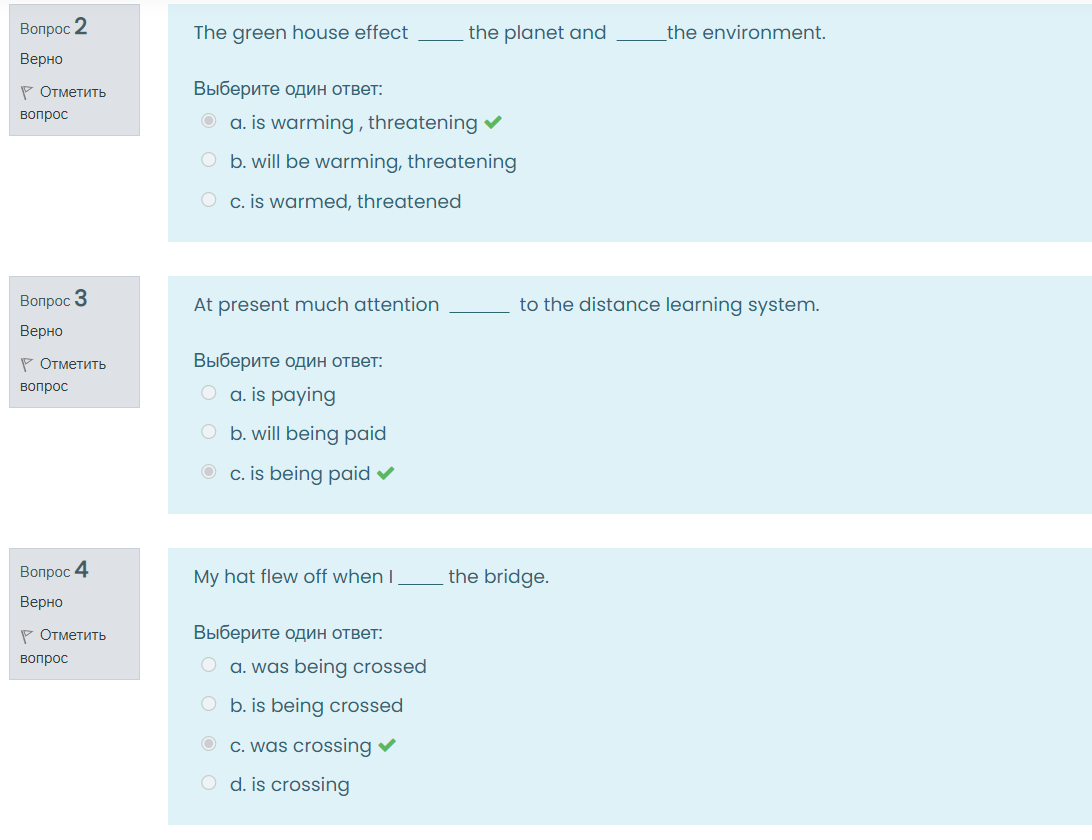 Вопрос 2
Верно
Отметить
вопрос
The green house effect ____ the planet and _____the environment.
Выберите один ответ:
a. is warming , threatening
b. will be warming, threatening
c. is warmed, threatened
Вопрос 3
Верно
Отметить
вопрос
At present much attention ______ to the distance learning system.
Выберите один ответ:
a. is paying
b. will being paid
c. is being paid
Вопрос 4
Верно
Отметить
вопрос
My hat flew off when I ____ the bridge.
Выберите один ответ:
a. was being crossed
b. is being crossed
c. was crossing
d. is crossing